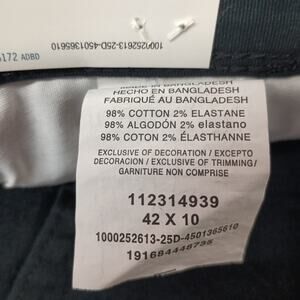 1000252613-25D-4501365610
172 ADBD
MADE IN BANGLADESH
HECHO EN BANGLADESH
FABRIQUÉ AU BANGLADESH
98% COTTON 2% ELASTANE
98% ALGODÓN 2% elastano
98% COTON 2% ÉLASTHANNE
EXCLUSIVE OF DECORATION / EXCEPTO
DECORACION / EXCLUSIVE OF TRIMMING/
GARNITURE NON COMPRISE
112314939
42 X 10
1000252613-25D-4501365610
191684448735